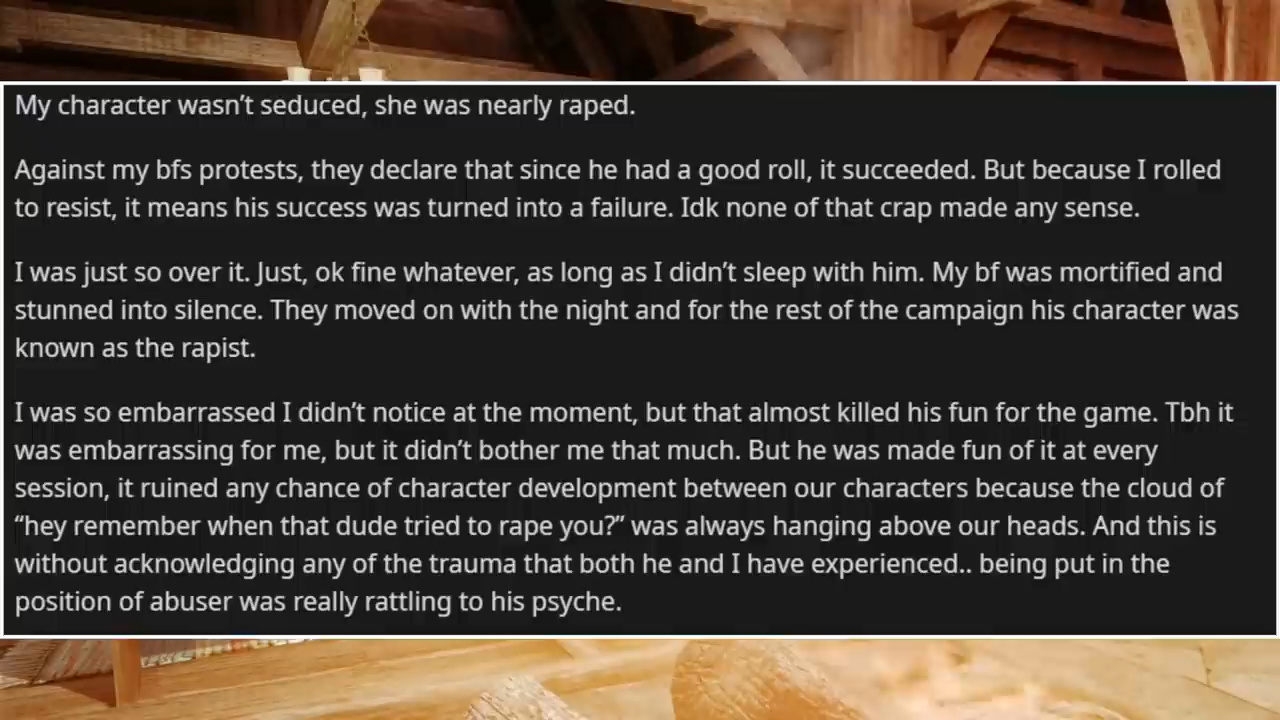 My character wasn’t seduced, she was nearly raped.
Against my bfs protests, they declare that since he had a good roll, it succeeded. But because I rolled
to resist, it means his success was turned into a failure. Idk none of that crap made any sense.
I was just so over it. Just, ok fine whatever, as long as I didn’t sleep with him. My bf was mortified and
stunned into silence. They moved on with the night and for the rest of the campaign his character was
known as the rapist.
I was so embarrassed I didn’t notice at the moment, but that almost killed his fun for the game. Tbh it
was embarrassing for me, but it didn’t bother me that much. But he was made fun of it at every
session, it ruined any chance of character development between our characters because the cloud of
“hey remember when that dude tried to rape you?” was always hanging above our heads. And this is
without acknowledging any of the trauma that both he and I have experienced.. being put in the
position of abuser was really rattling to his psyche.